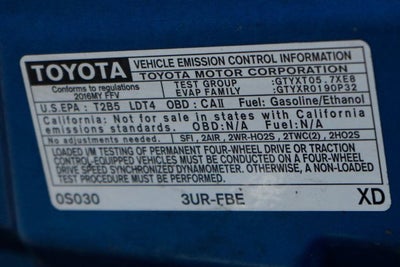 TOYOTA
VEHICLE EMISSION CONTROL INFORMATION
TOYOTA MOTOR CORPORATION
Conforms to regulations
2016MY FFV
TEST GROUP :GTYXT05.7XE8
EVAP FAMILY :GTYXR0190P32
U.S.EPA : T2B5 LDT4 OBD : CAII Fuel: Gasoline/Ethanol
California: Not for sale in states with California
emissions standards. OBD:N/A Fuel:N/A
No adjustments needed. SFI, 2AIR, 2WR-HO2S, 2TWC(2), 2HO2S
LOADED I/M TESTING OF PERMANENT FOUR-WHEEL DRIVE OR TRACTION
CONTROL-EQUIPPED VEHICLES MUST BE CONDUCTED ON A FOUR-WHEEL
DRIVE SPEED SYNCHRONIZED DYNAMOMETER. OTHERWISE, A NON-LOADED
TEST MUST BE PERFORMED.
0S030 3UR-FBE XD